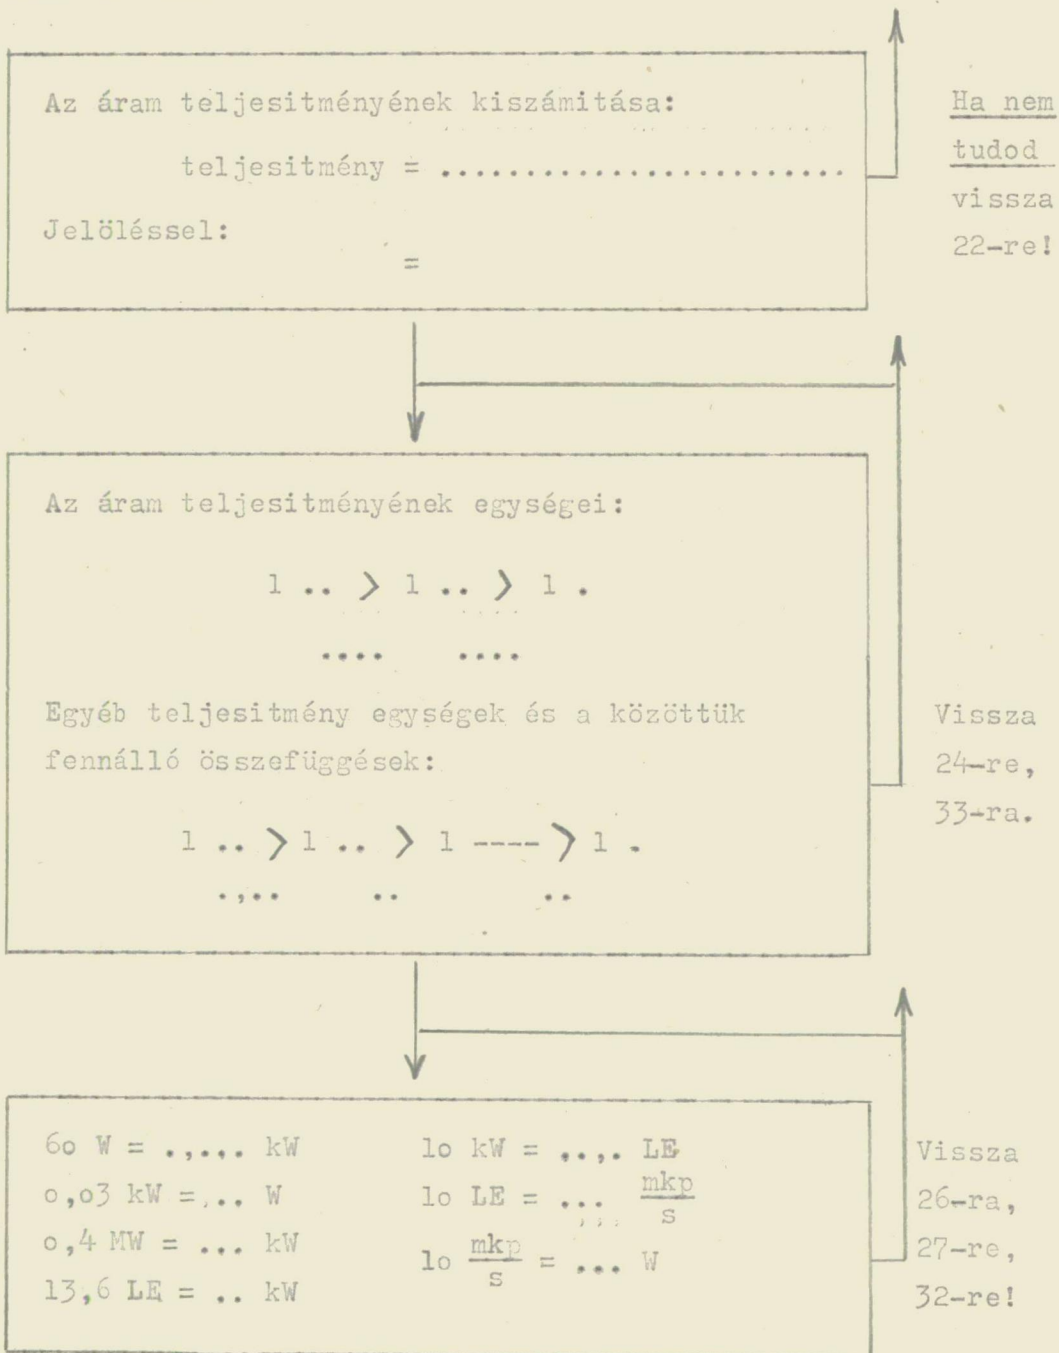 Az áram teljesitményének kiszámitása:
teljesitmény = ........................
Jelöléssel:
=
Ha nem
tudod
vissza
22-re!
Az áram teljesitményének egységei:
1 .. > 1 .. > 1 .
.... ....
Egyéb teljesitmény egységek és a közöttük
fennálló összefüggések:
1 .. > 1 .. > 1 ----> 1 .
.,.. .. ..
Vissza
24-re,
33-ra.
6o W = .,... kW
o,o3 kW = .. W
o,4 MW = ... kW
13,6 LE = .. kW
lo kW = ..,. LE
lo LE = ... mkp/s
lo mkp/s = ... W
Vissza
26-ra,
27-re,
32-re!